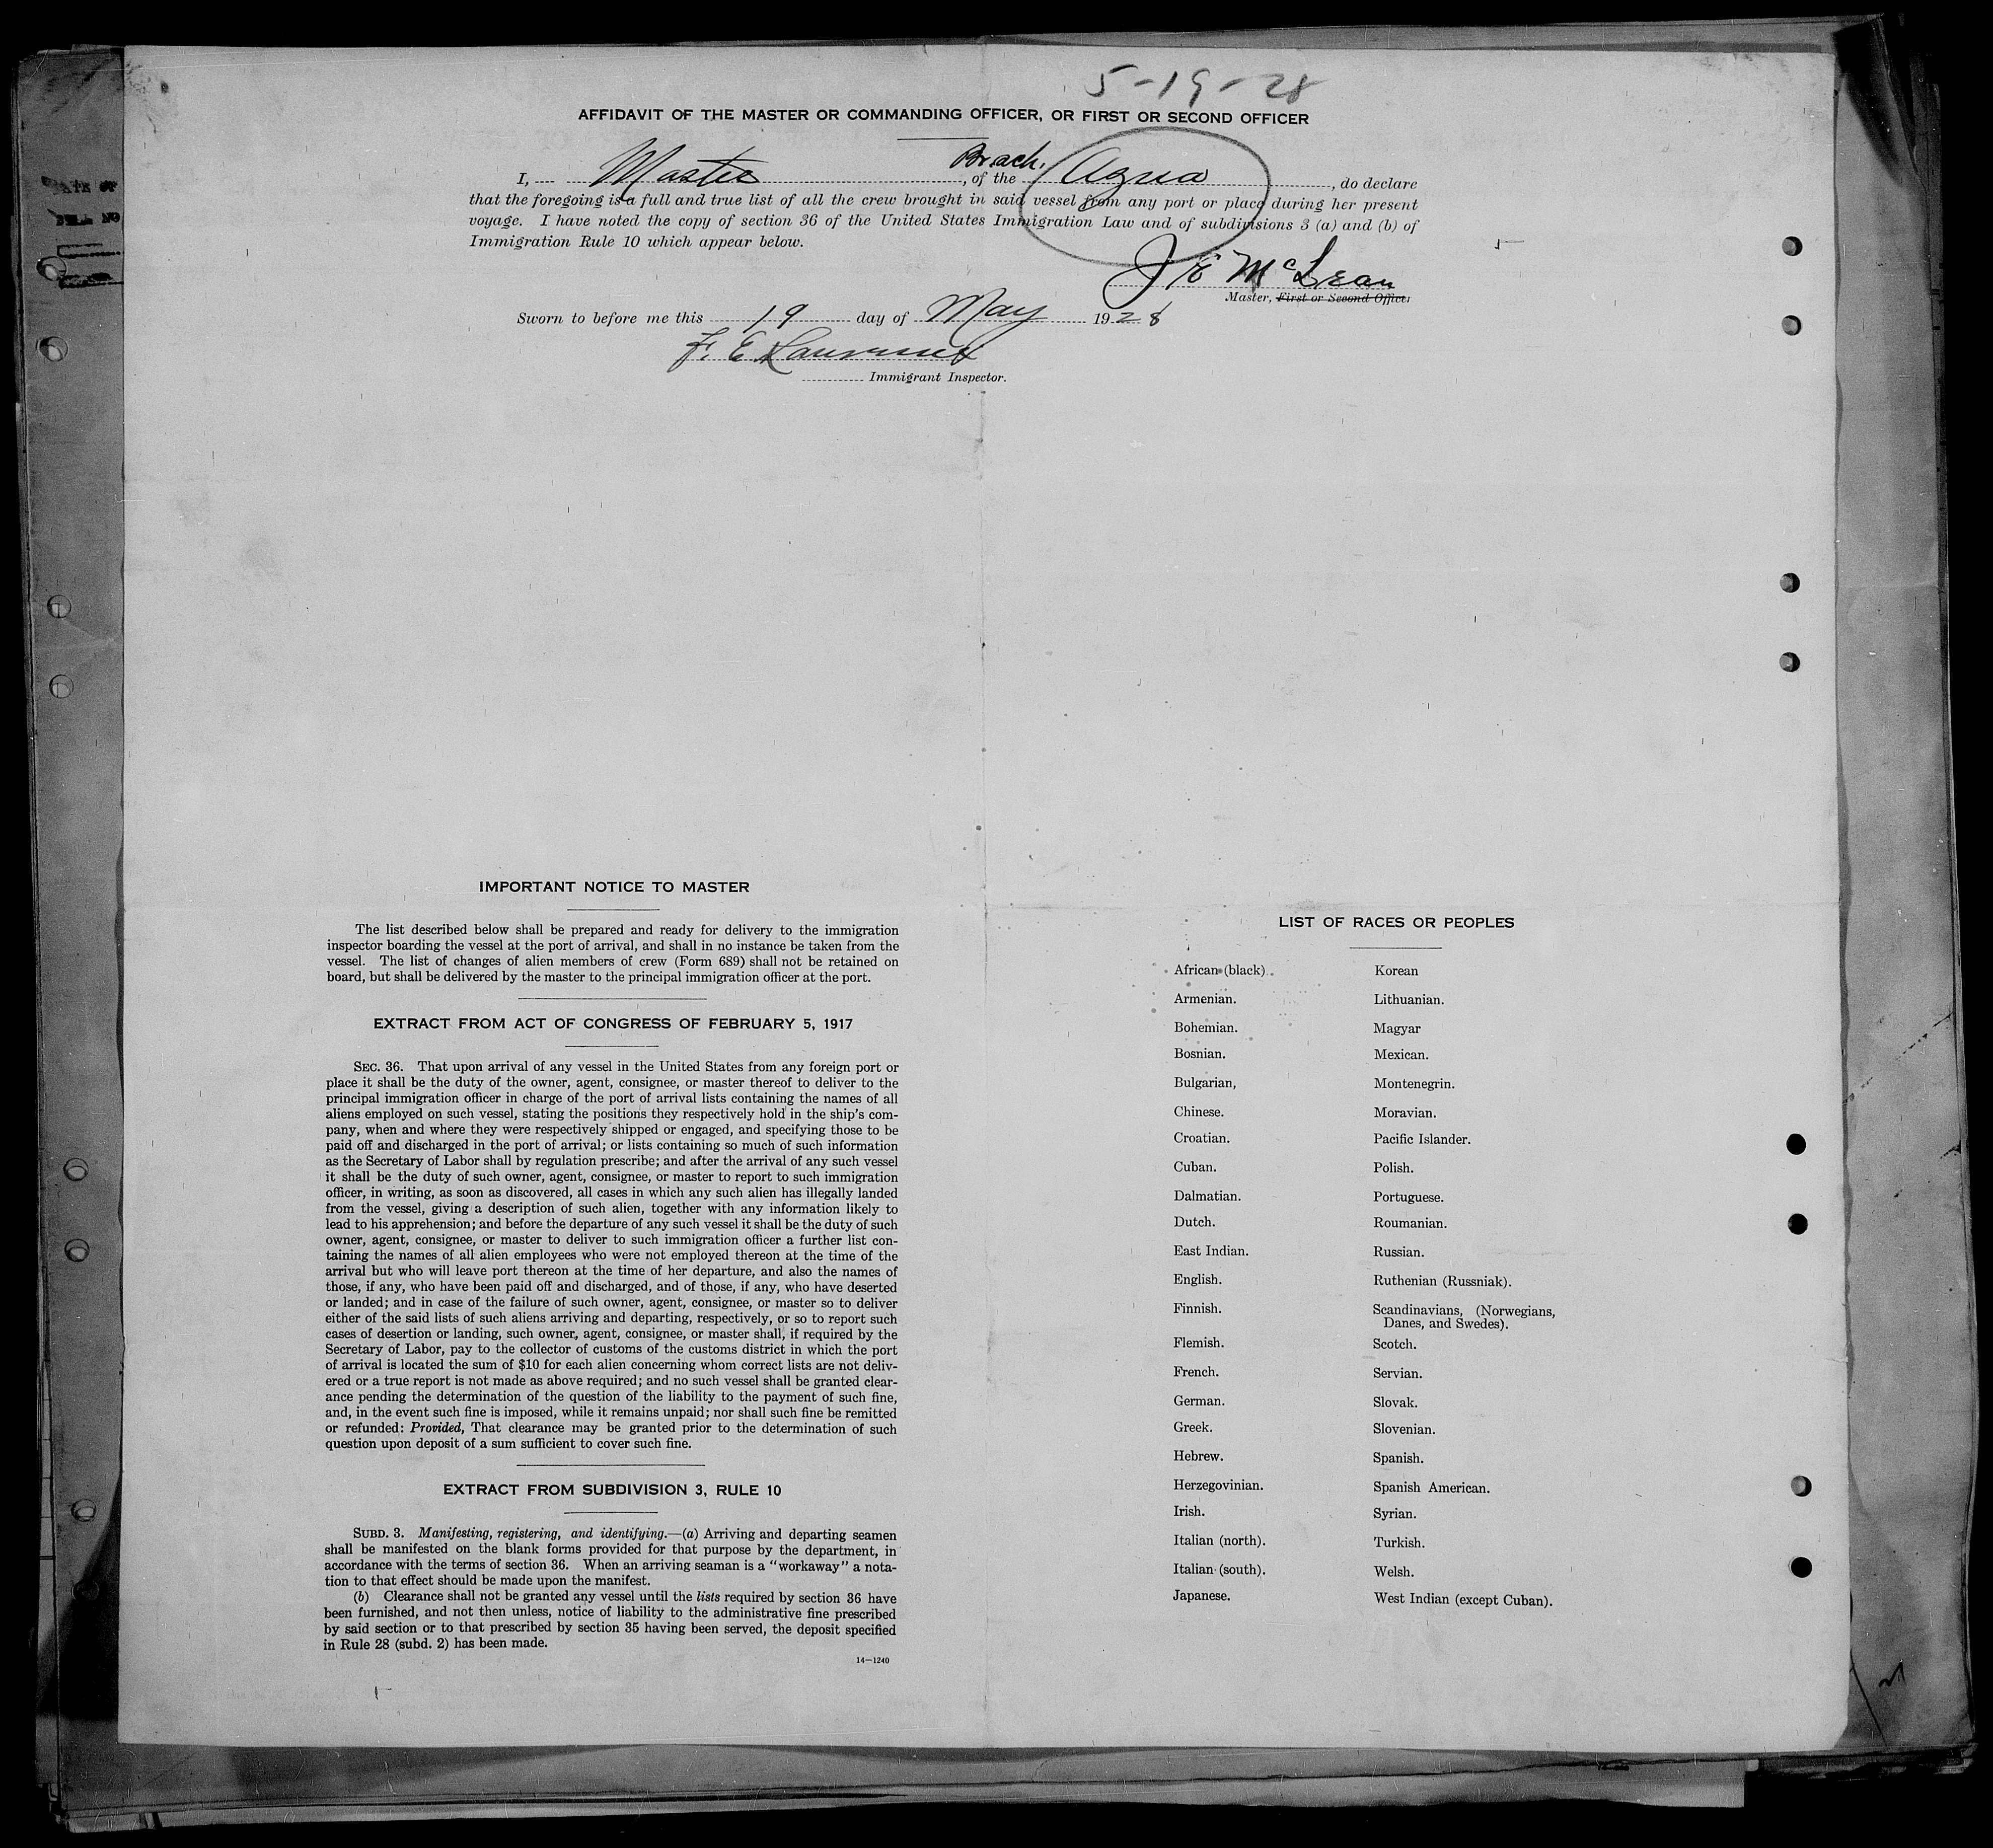 5-19-28
AFFIDAVIT OF THE MASTER OR COMMANDING OFFICER, OR FIRST OR SECOND OFFICER
I, Master, of the Agua, do declare
that the foregoing is a full and true list of all the crew brought in said vessel from any port or place during her present
voyage. I have noted the copy of section 36 of the United States Immigration Law and of subdivisions 3 (a) and (b) of
Immigration Rule 10 which appear below.
J E McLean
Master, First or Second Officer
Sworn to before me this 19 day of May 1928
F. E.
Immigrant Inspector.
IMPORTANT NOTICE TO MASTER
The list described below shall be prepared and ready for delivery to the immigration
inspector boarding the vessel at the port of arrival, and shall in no instance be taken from the
vessel. The list of changes of alien members of crew (Form 689) shall not be retained on
board, but shall be delivered by the master to the principal immigration officer at the port.
EXTRACT FROM ACT OF CONGRESS OF FEBRUARY 5, 1917
SEC. 36. That upon arrival of any vessel in the United States from any foreign port or
place it shall be the duty of the owner, agent, consignee, or master thereof to deliver to the
principal immigration officer in charge of the port of arrival lists containing the names of all
aliens employed on such vessel, stating the positions they respectively hold in the ship's com-
pany, when and where they were respectively shipped or engaged, and specifying those to be
paid off and discharged in the port of arrival; or lists containing so much of such information
as the Secretary of Labor shall by regulation prescribe; and after the arrival of any such vessel
it shall be the duty of such owner, agent, consignee, or master to report to such immigration
officer, in writing, as soon as discovered, all cases in which any such alien has illegally landed
from the vessel, giving a description of such alien, together with any information likely to
lead to his apprehension; and before the departure of any such vessel it shall be the duty of such
owner, agent, consignee, or master to deliver to such immigration officer a further list con-
taining the names of all alien employees who were not employed thereon at the time of the
arrival but who will leave port thereon at the time of her departure, and also the names of
those, if any, who have been paid off and discharged, and of those, if any, who have deserted
or landed; and in case of the failure of such owner, agent, consignee, or master so to deliver
either of the said lists of such aliens arriving and departing, respectively, or so to report such
cases of desertion or landing, such owner, agent, consignee, or master shall, if required by the
Secretary of Labor, pay to the collector of customs of the customs district in which the port
of arrival is located the sum of $10 for each alien concerning whom correct lists are not deliv-
ered or a true report is not made as above required; and no such vessel shall be granted clear-
ance pending the determination of the question of the liability to the payment of such fine,
and, in the event such fine is imposed, while it remains unpaid; nor shall such fine be remitted
or refunded: Provided, That clearance may be granted prior to the determination of such
question upon deposit of a sum sufficient to cover such fine.
EXTRACT FROM SUBDIVISION 3, RULE 10
SUBD. 3. Manifesting, registering, and identifying.—(a) Arriving and departing seamen
shall be manifested on the blank forms provided for that purpose by the department, in
accordance with the terms of section 36. When an arriving seaman is a "workaway" a nota-
tion to that effect should be made upon the manifest.
(b) Clearance shall not be granted any vessel until the lists required by section 36 have
been furnished, and not then unless, notice of liability to the administrative fine prescribed
by said section or to that prescribed by section 35 having been served, the deposit specified
in Rule 28 (subd. 2) has been made.
14—1240
LIST OF RACES OR PEOPLES
African (black).
Armenian.
Bohemian.
Bosnian.
Bulgarian,
Chinese.
Croatian.
Cuban.
Dalmatian.
Dutch.
East Indian.
English.
Finnish.
Flemish.
French.
German.
Greek.
Hebrew.
Herzegovinian.
Irish.
Italian (north).
Italian (south).
Japanese.
Korean
Lithuanian.
Magyar
Mexican.
Montenegrin.
Moravian.
Pacific Islander.
Polish.
Portuguese.
Roumanian.
Russian.
Ruthenian (Russniak).
Scandinavians, (Norwegians,
Danes, and Swedes).
Scotch.
Servian.
Slovak.
Slovenian.
Spanish.
Spanish American.
Syrian.
Turkish.
Welsh.
West Indian (except Cuban).